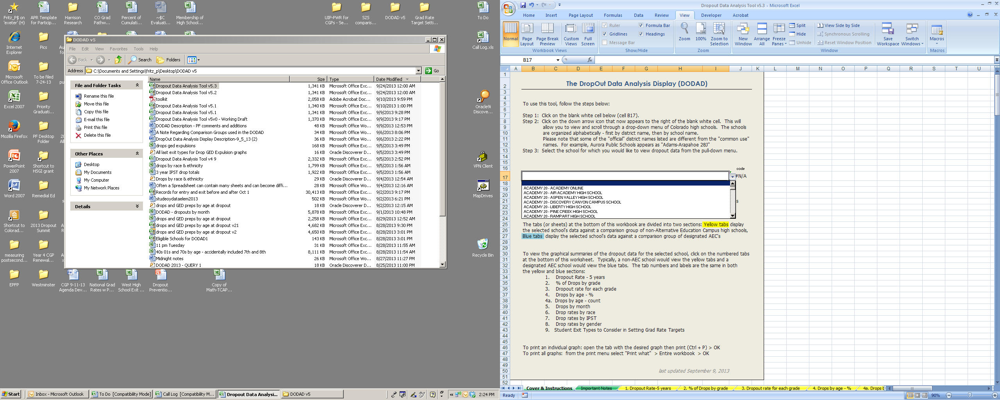 Fritz_P$ on 'exeter' (H)
APR Template for Particip...
Harrison Research
CO Grad Pathw...
Percent of Cumulati...
~$C Evaluati...
Membership of High School...
UIP-PWR for CGPs - Se...
S2S comparis...
DODAD v5
Grad Rate Target Setti...
To Do
Internet Explorer
Pics
Call Log.xls
Microsoft Office Outlook
To be filed 7-24-13
Excel 2007
Priority Graduati...
Oracle9i Discove...
Mozilla Firefox
PF Desktop Folder
PowerPoint 2007
Shortcut to HSGI grant
VPN Client
Word 2007
Remedial Ed
MapDrives
Shortcut to Colorad...
2013 Dropout Summit
measuring postsecond...
Year 4 CGP Renewal...
Recycle Bin
EPFP
Westminster
CGP 9-11-13 Agenda Dev...
National Grad Rates w P...
West High School Exit ...
Dropout Preventio...
Copy of Math-TCAP...
DODAD v5
File Edit View Favorites Tools Help
Back Search Folders
Address C:\Documents and Settings\fritz_p\Desktop\DODAD v5 Go
File and Folder Tasks
Rename this file
Move this file
Copy this file
E-mail this file
Print this file
Delete this file
Other Places
Desktop
My Documents
My Computer
My Network Places
Details
Name Size Type Date Modified
Dropout Data Analysis Tool v5.3 1,341 KB Microsoft Office Exc... 9/24/2013 12:00 AM
Dropout Data Analysis Tool v5.2 1,341 KB Microsoft Office Exc... 9/24/2013 12:00 AM
toolkit 2,058 KB Adobe Acrobat Doc... 9/10/2013 9:59 PM
Dropout Data Analysis Tool v5.1 1,340 KB Microsoft Office Exc... 9/10/2013 1:00 PM
Dropout Data Analysis Tool v5.1 1,341 KB Microsoft Office Exc... 9/9/2013 9:28 PM
Dropout Data Analysis Tool v5v0 - Working Draft 1,370 KB Microsoft Office Exc... 9/9/2013 9:17 PM
DODAD Description - PF comments and additions 48 KB Microsoft Office Wo... 9/9/2013 12:53 PM
A Note Regarding Comparison Groups used in the DODAD 34 KB Microsoft Office Wo... 9/6/2013 8:06 PM
DropOut Data Analysis Display Description-9_5_13 (2) 36 KB Microsoft Office Wo... 9/6/2013 2:22 PM
drops ged expulsions 168 KB Microsoft Office Exc... 9/5/2013 3:49 PM
All last exit types for Drop GED Expulsion graphs 16 KB Oracle Discoverer D... 9/5/2013 3:49 PM
Dropout Data Analysis Tool v4 9 2,332 KB Microsoft Office Exc... 9/5/2013 2:52 PM
drops by race & ethnicity 1,799 KB Microsoft Office Exc... 9/5/2013 1:56 AM
3 year IPST drop totals 1,922 KB Microsoft Office Exc... 9/5/2013 1:56 AM
Drops by race & ethnicity 29 KB Oracle Discoverer D... 9/4/2013 12:54 AM
Often a Spreadsheet can contain many sheets and can become diffi... 28 KB Microsoft Office Wo... 9/4/2013 12:16 AM
Records for entry and exit before and after Oct 1 30,413 KB Microsoft Office Exc... 9/2/2013 9:17 PM
studeoydataelem2013 502 KB Microsoft Office Wo... 9/2/2013 6:21 PM
drops and GED preps by age at dropout 18 KB Oracle Discoverer D... 9/2/2013 12:15 AM
DODAD - dropouts by month 5,878 KB Microsoft Office Exc... 9/1/2013 10:48 PM
drops and GED preps by age at dropout 2,258 KB Microsoft Office Exc... 8/29/2013 12:52 AM
drops and GED preps by age at dropout v21 4,682 KB Microsoft Office Exc... 8/28/2013 9:30 PM
drops and GED preps by age at dropout v2 4,650 KB Microsoft Office Exc... 8/28/2013 3:01 PM
Eligible Schools for DODAD1 143 KB Microsoft Office Exc... 8/28/2013 3:01 PM
11 pm Tuesday 31 KB Microsoft Office Exc... 8/28/2013 11:55 AM
40s 01s and 70s by age - accidentally included 7th and 8th 8,111 KB Microsoft Office Exc... 8/28/2013 11:54 AM
Midnight notes 26 KB Microsoft Office Wo... 8/27/2013 11:27 PM
DODAD 2013 - QUERY 1 18 KB Oracle Discoverer D... 8/25/2013 11:00 PM
Start Inbox - Microsoft Outlook To Do [Compatibility Mode] Call Log [Compatibility M... Dropout Data Analysi... DODAD v5 2:24 PM
Dropout Data Analysis Tool v5.3 - Microsoft Excel
Home Insert Page Layout Formulas Data Review View Developer Acrobat
Normal Page Layout Page Break Preview Custom Views Full Screen
Workbook Views
Ruler Formula Bar
Gridlines Headings
Message Bar
Show/Hide
Zoom 100% Zoom to Selection
Zoom
New Window Arrange All Freeze Panes Split Hide Unhide
View Side by Side
Synchronous Scrolling
Reset Window Position
Save Workspace Switch Windows
Window
Macros
Macros
B17 fx
A B C D E F G H I J K L M N O P Q R S T U
The DropOut Data Analysis Display (DODAD)
To use this tool, follow the steps below:
Step 1: Click on the blank white cell below (cell B17).
Step 2: Click on the down arrow icon that now appears to the right of the blank white cell. This will
allow you to view and scroll through a drop-down menu of Colorado high schools. The schools
are organized alphabetically - first by district name, then by school name.
Please note that some of the "official" district names listed are different from the "common use"
names. For example, Aurora Public Schools appears as "Adams-Arapahoe 28J"
Step 3: Select the school for which you would like to view dropout data from the pull-down menu.
code
#N/A
ACADEMY 20 - ACADEMY ONLINE
ACADEMY 20 - AIR ACADEMY HIGH SCHOOL
ACADEMY 20 - ASPEN VALLEY HIGH SCHOOL
ACADEMY 20 - DISCOVERY CANYON CAMPUS SCHOOL
ACADEMY 20 - LIBERTY HIGH SCHOOL
ACADEMY 20 - PINE CREEK HIGH SCHOOL
ACADEMY 20 - RAMPART HIGH SCHOOL
The tabs (or sheets) at the bottom of this workbook are divided into two sections: Yellow tabs display
the selected school's data against a comparison group of non-Alternative Education Campus high schools,
Blue tabs display the selected school's data against a comparison group of designated AEC's
To view the graphical summaries of the dropout data for the selected school, click on the numbered tabs
at the bottom of this worksheet. Typically, a non-AEC school would view the yellow tabs and a
designated AEC school would view the blue tabs. The tab numbers and labels are the same in both
the yellow and blue sections:
1. Dropout Rate - 5 years
2. % of Drops by grade
3. Dropout rate for each grade
4. Drops by age - %
4a. Drops by age - count
5. Drops by month
6. Drop rates by race
7. Drop rates by IPST
8. Drop rates by gender
9. Student Exit Types to Consider in Setting Grad Rate Targets
To print an individual graph: open the tab with the desired graph then print (Ctrl + P) > OK
To print all graphs: from the print menu select "Print what" > Entire workbook > OK
last updated September 9, 2013
Cover & Instructions Important Notes 1. Dropout Rate-5 years 2. % of Drops by grade 3. Dropout rate for each grade 4. Drops by age - % 4a. Drops b
Ready 90%